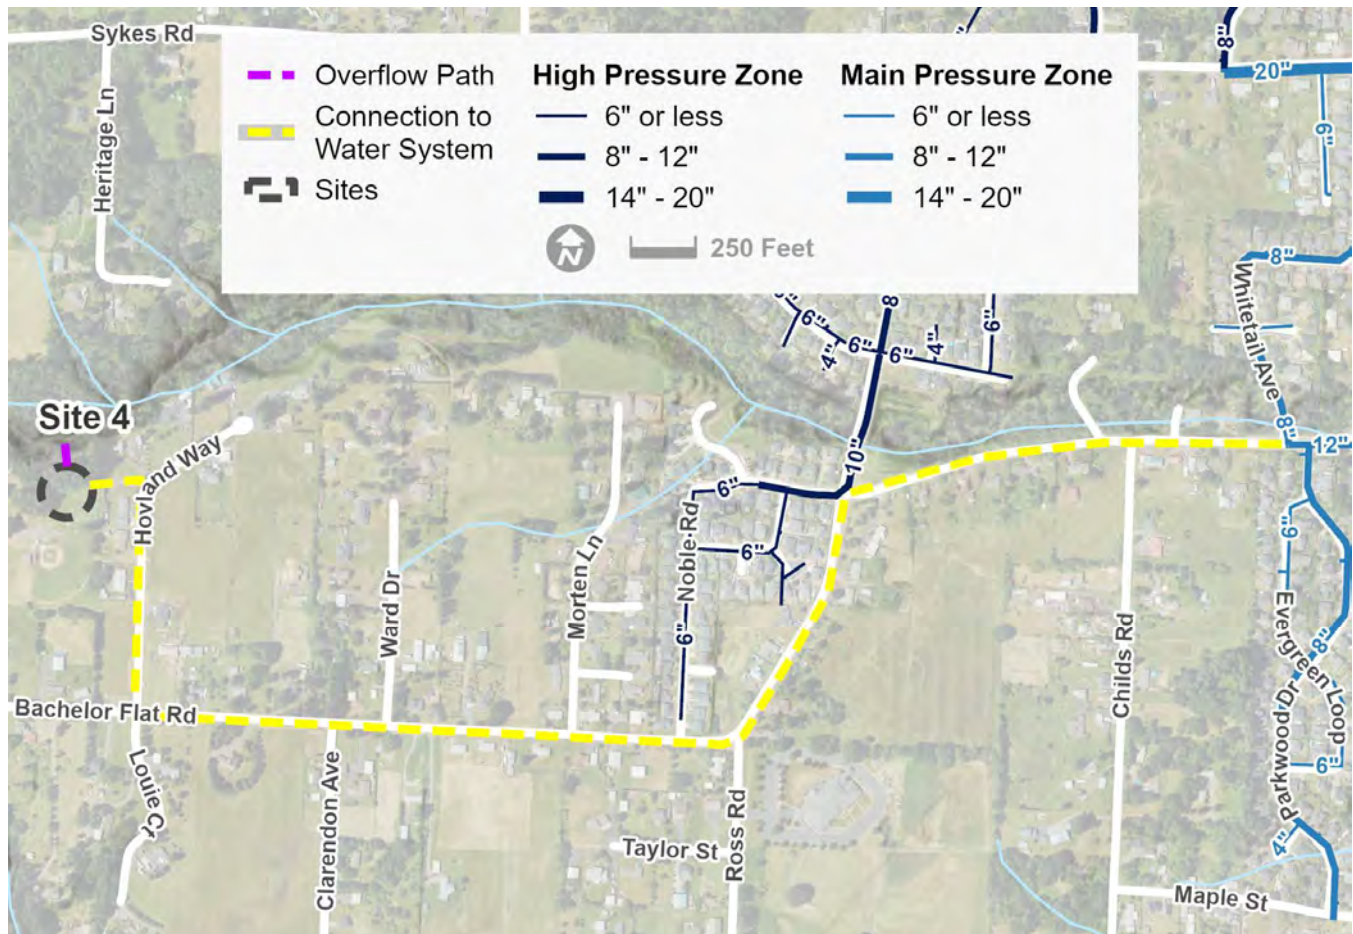 Sykes Rd
Heritage Ln
Overflow Path
Connection to
Water System
Sites
High Pressure Zone
6" or less
8" - 12"
14" - 20"
Main Pressure Zone
6" or less
8" - 12"
14" - 20"
N
250 Feet
8"
20"
6"
8"
Whitetail Ave
8"
12"
6"
8
6"
4"
6"
6"
4"
6"
10"
Site 4
Hovland Way
6"
Noble Rd
6"
6"
Morten Ln
Ward Dr
Bachelor Flat Rd
Louie Ct
Clarendon Ave
Taylor St
Ross Rd
Childs Rd
6"
Evergreen Loop
8"
Parkwood Dr
6"
4"
Maple St